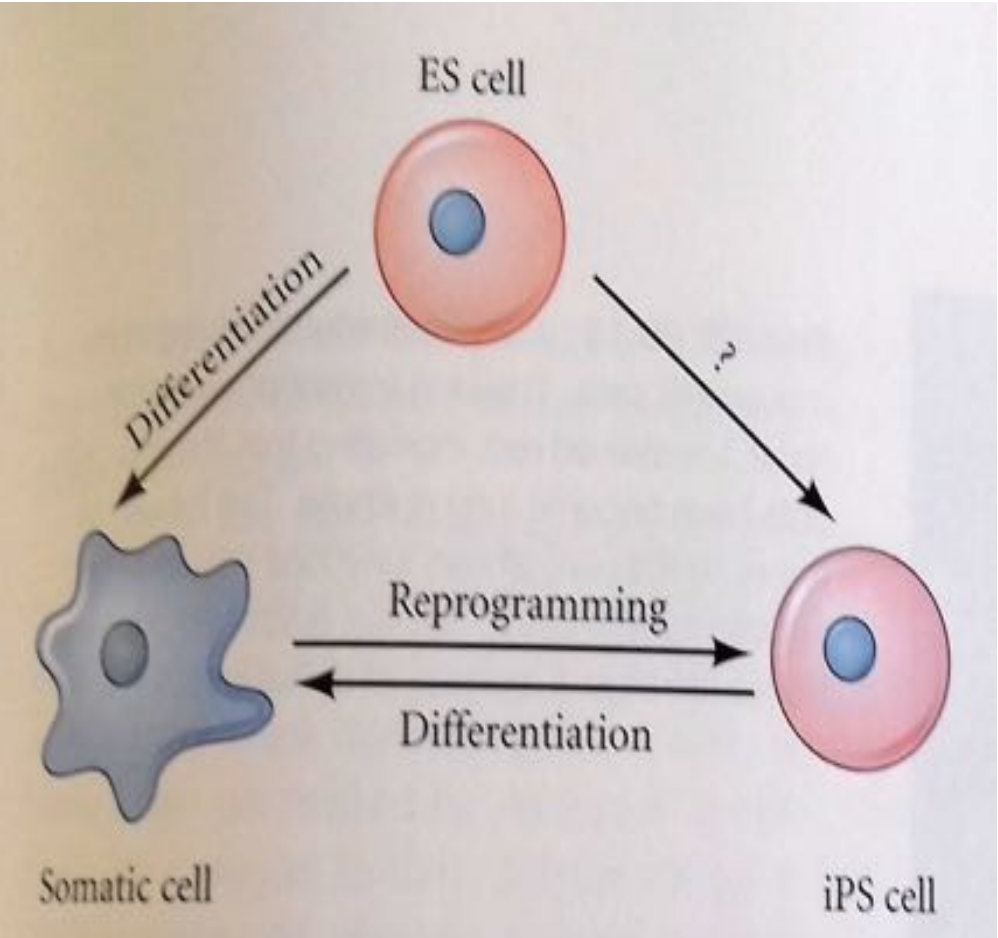 ES cell
Differentiation
?
Reprogramming
Differentiation
Somatic cell
iPS cell